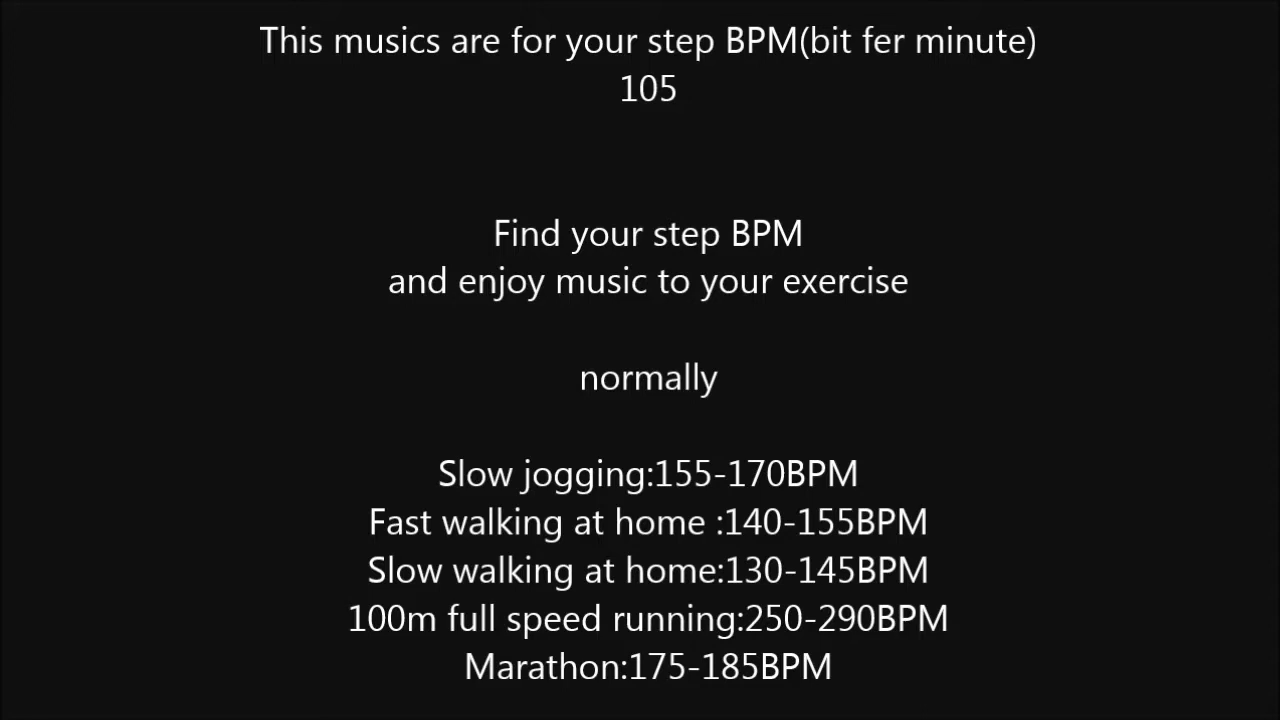 This musics are for your step BPM(bit fer minute)
105
Find your step BPM
and enjoy music to your exercise
normally
Slow jogging:155-170BPM
Fast walking at home :140-155BPM
Slow walking at home:130-145BPM
100m full speed running:250-290BPM
Marathon:175-185BPM